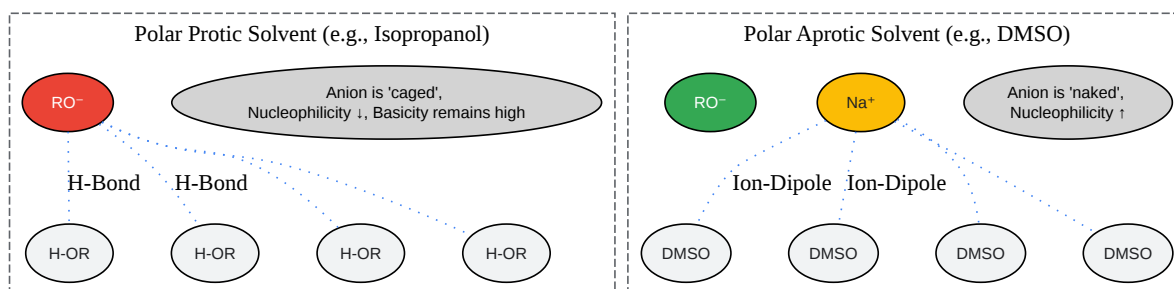 Polar Protic Solvent (e.g., Isopropanol)
RO⁻
Anion is 'caged',
Nucleophilicity ↓, Basicity remains high
H-Bond
H-Bond
H-OR
H-OR
H-OR
H-OR
Polar Aprotic Solvent (e.g., DMSO)
RO⁻
Na⁺
Anion is 'naked',
Nucleophilicity ↑
Ion-Dipole
Ion-Dipole
DMSO
DMSO
DMSO
DMSO